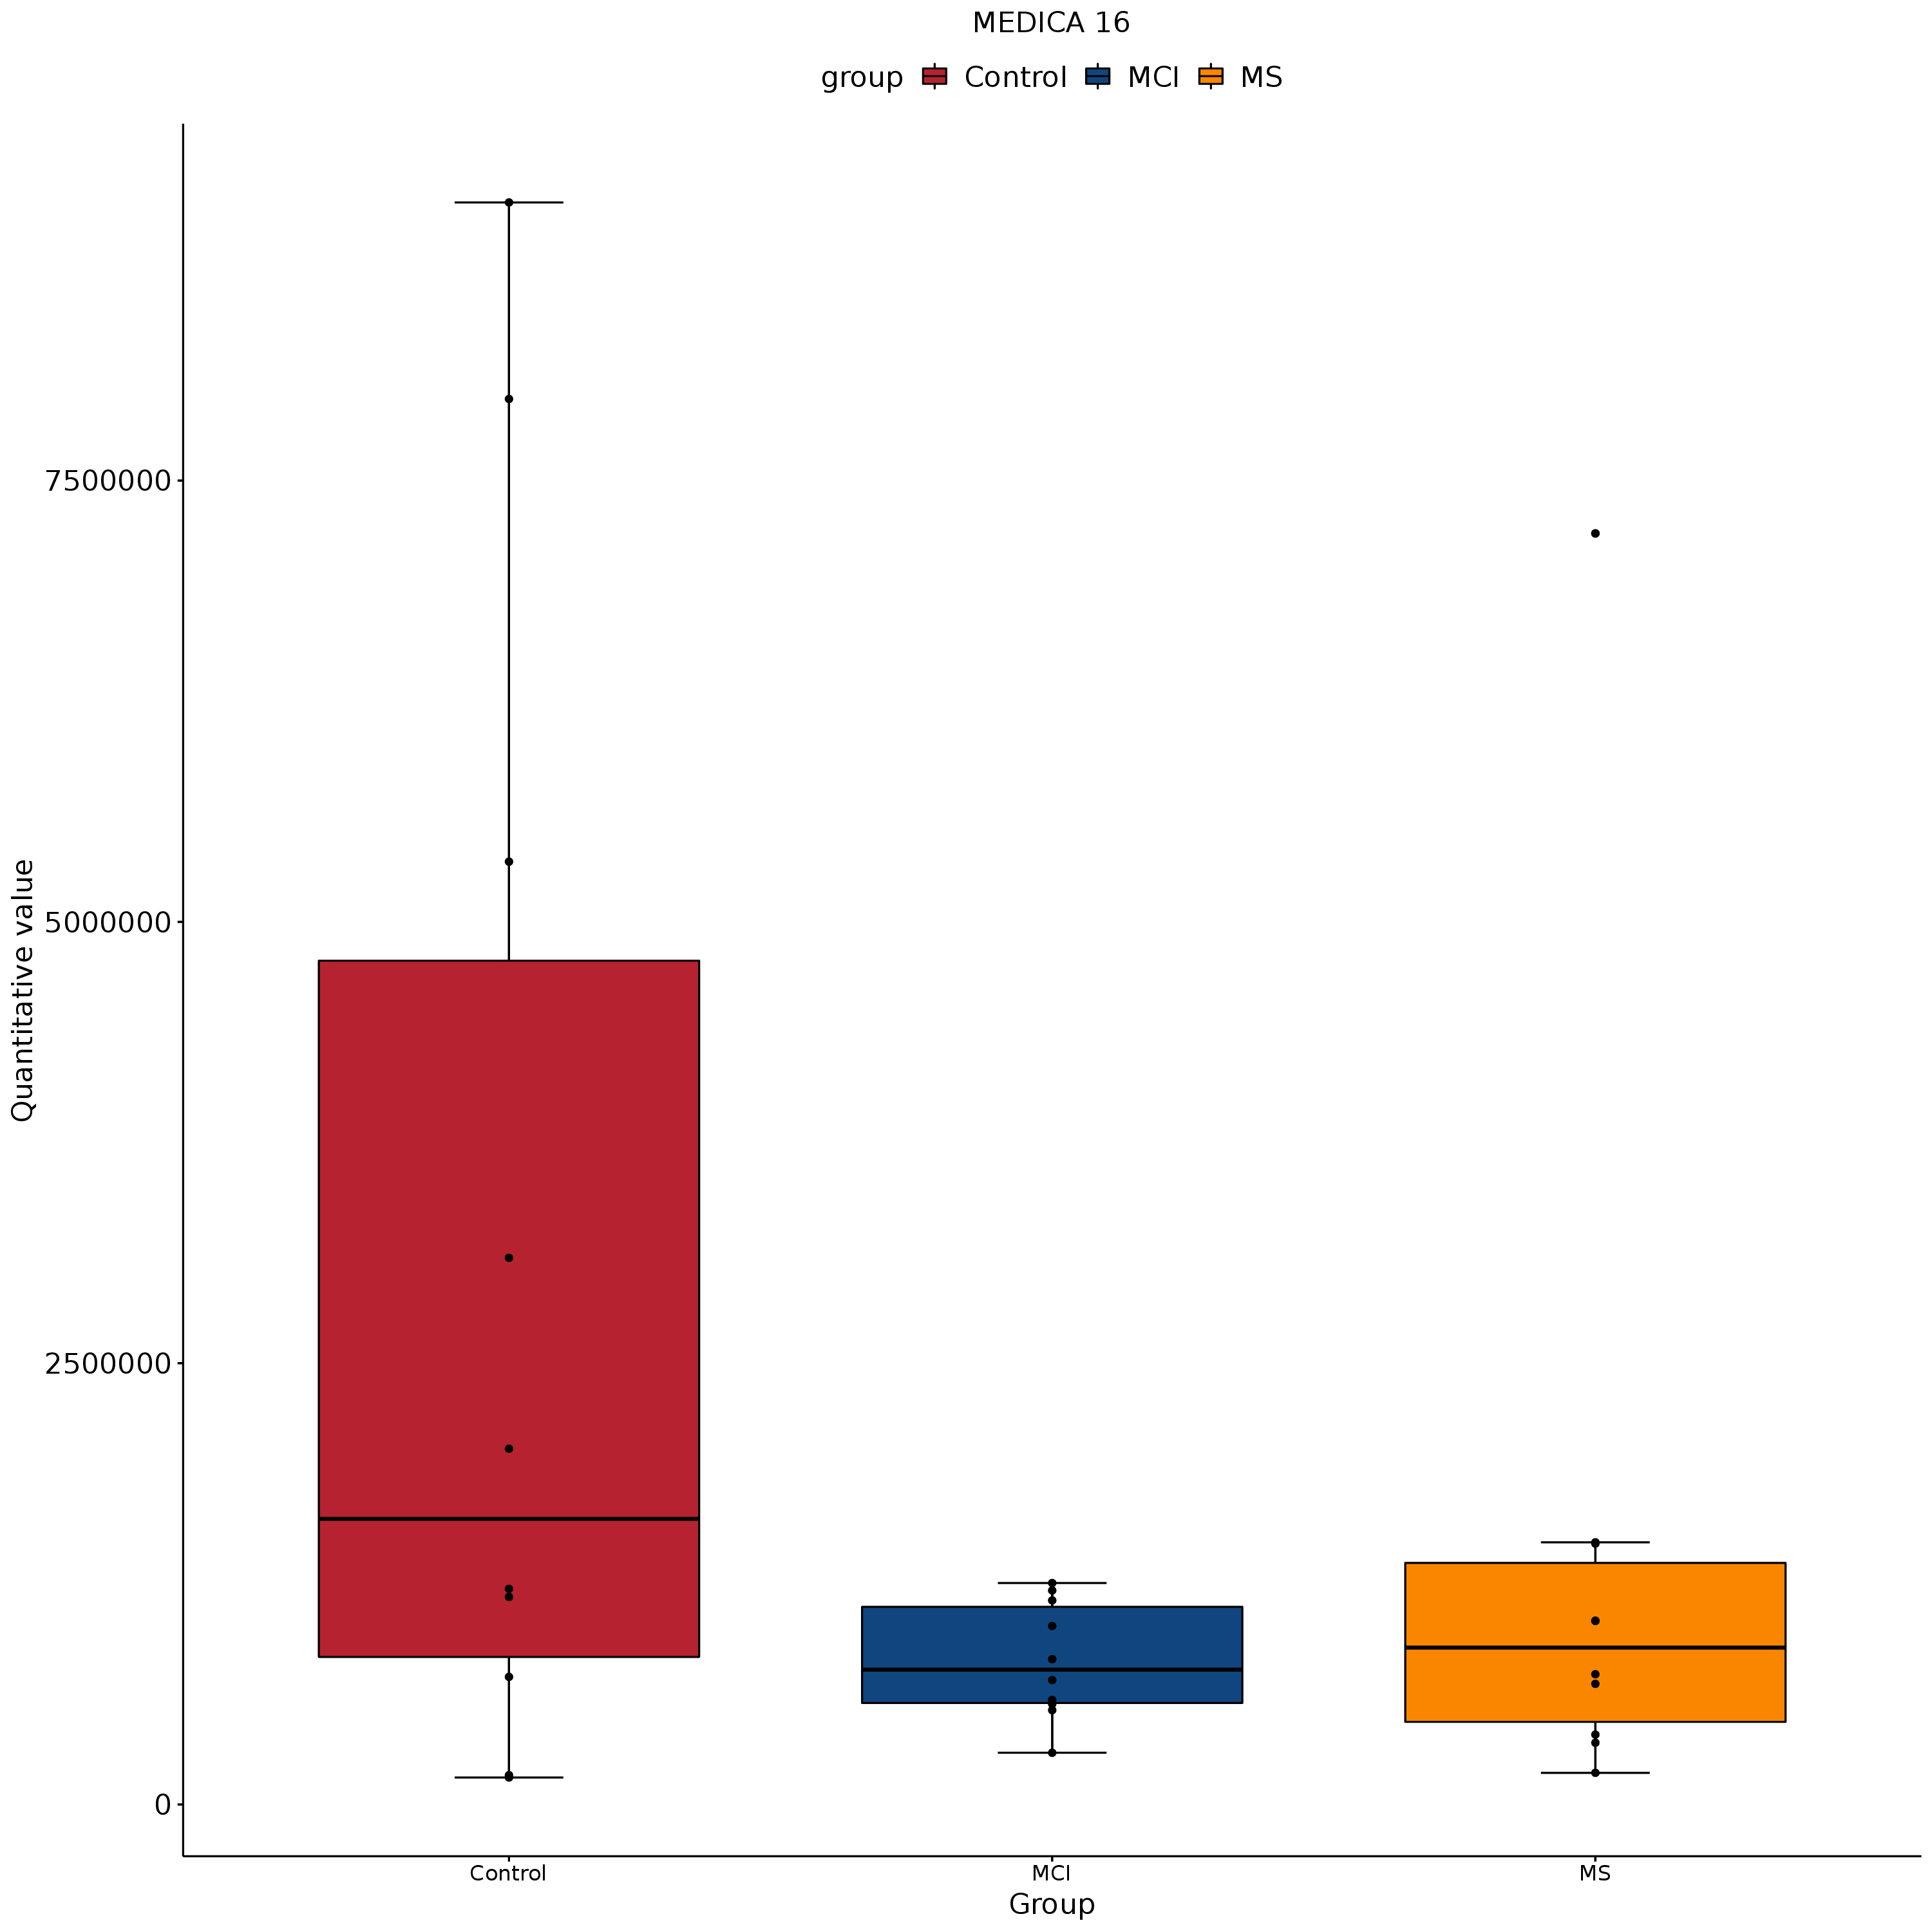 MEDICA 16
group Control MCI MS
Quantitative value
7500000
5000000
2500000
0
Control MCI MS
Group